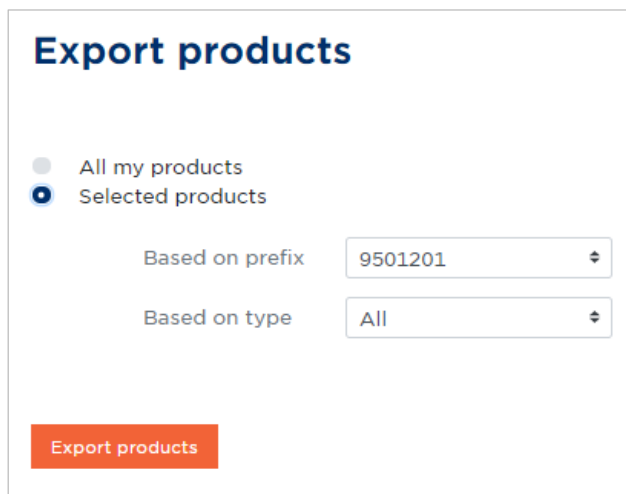 Export products
All my products
Selected products
Based on prefix 9501201
Based on type All
Export products